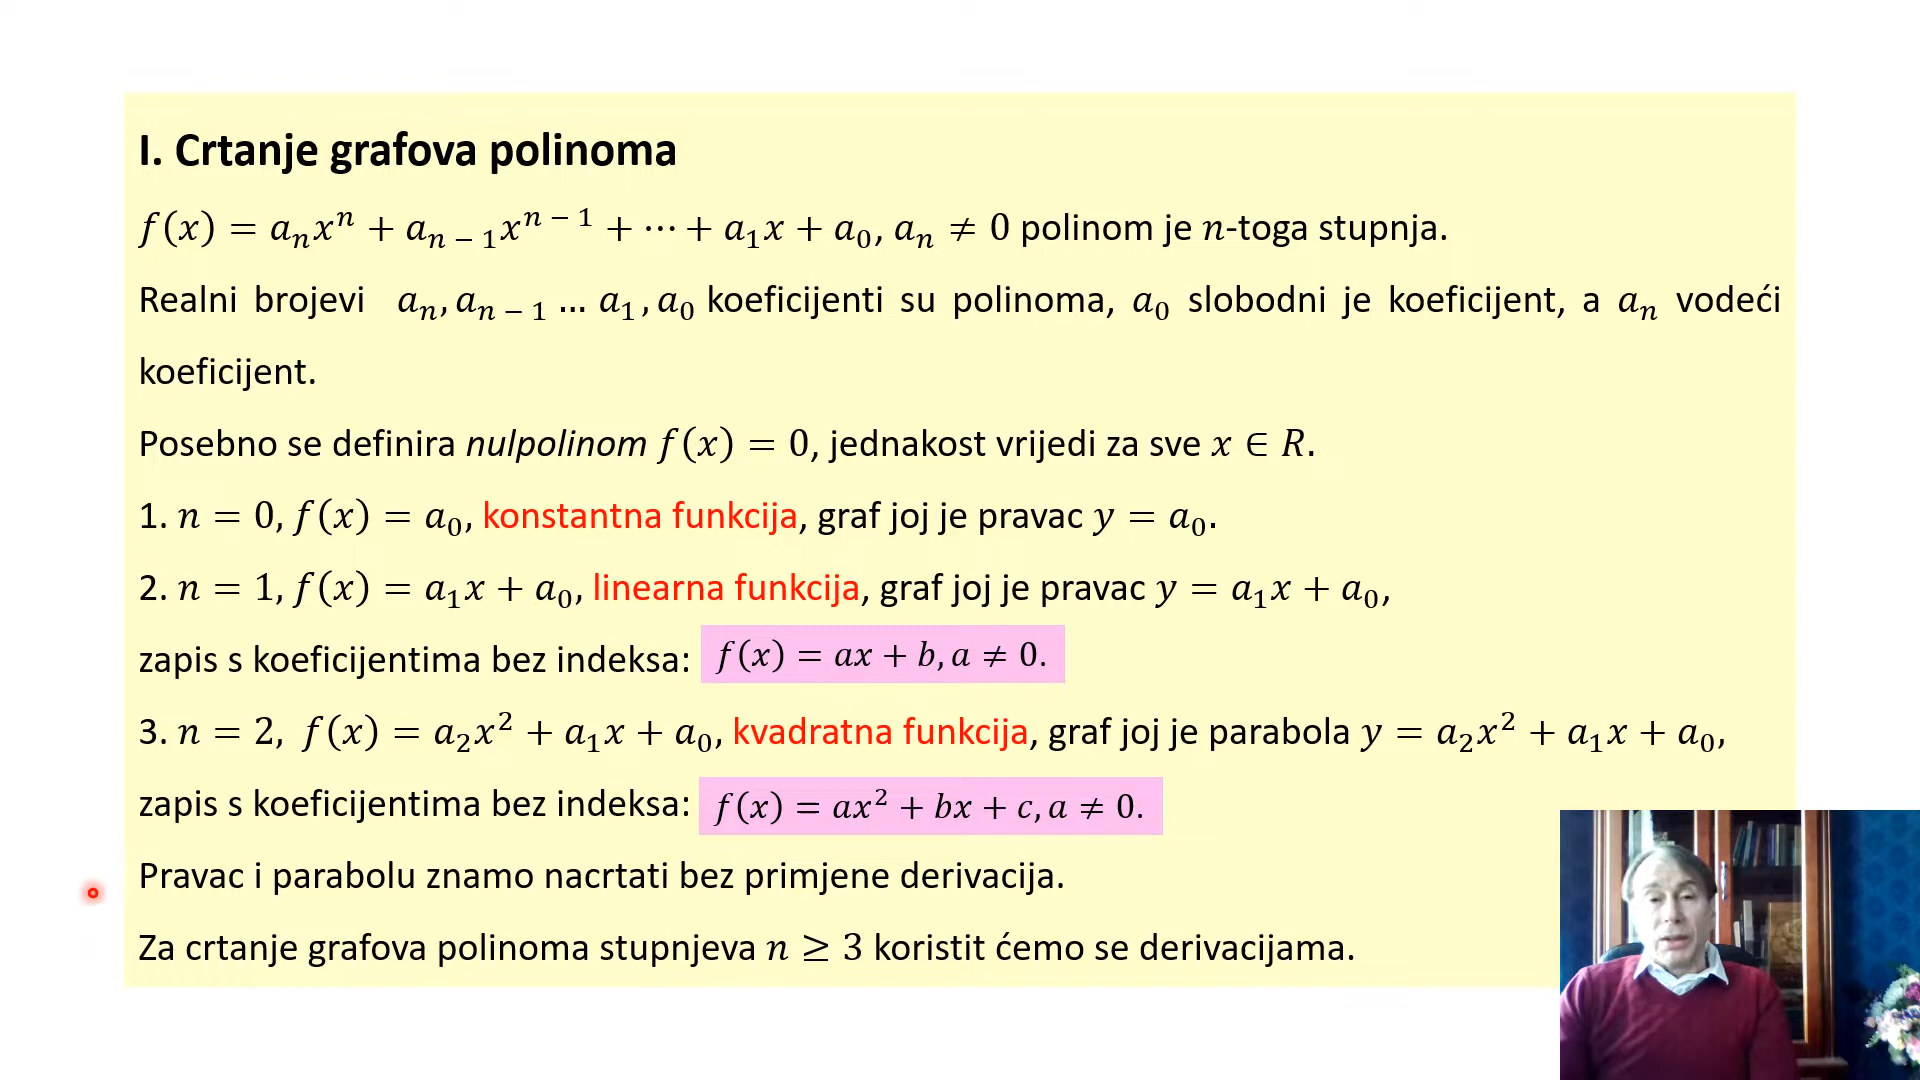 I. Crtanje grafova polinoma
f(x) = aₙxⁿ + aₙ₋₁xⁿ⁻¹ + ⋯ + a₁x + a₀, aₙ ≠ 0 polinom je n-toga stupnja.
Realni brojevi aₙ, aₙ₋₁ … a₁, a₀ koeficijenti su polinoma, a₀ slobodni je koeficijent, a aₙ vodeći
koeficijent.
Posebno se definira nulpolinom f(x) = 0, jednakost vrijedi za sve x ∈ R.
1. n = 0, f(x) = a₀, konstantna funkcija, graf joj je pravac y = a₀.
2. n = 1, f(x) = a₁x + a₀, linearna funkcija, graf joj je pravac y = a₁x + a₀,
zapis s koeficijentima bez indeksa: f(x) = ax + b, a ≠ 0.
3. n = 2, f(x) = a₂x² + a₁x + a₀, kvadratna funkcija, graf joj je parabola y = a₂x² + a₁x + a₀,
zapis s koeficijentima bez indeksa: f(x) = ax² + bx + c, a ≠ 0.
Pravac i parabolu znamo nacrtati bez primjene derivacija.
Za crtanje grafova polinoma stupnjeva n ≥ 3 koristit ćemo se derivacijama.